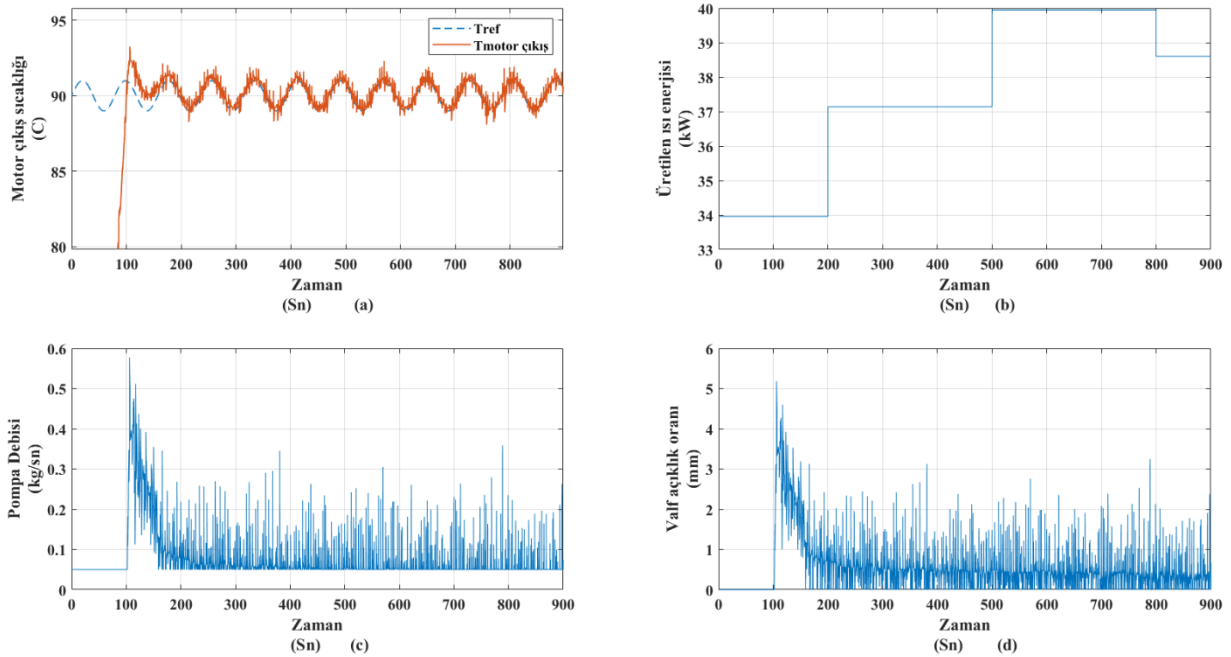 95
90
85
80
Motor çıkış sıcaklığı
(C)
Tref
Tmotor çıkış
0 100 200 300 400 500 600 700 800
Zaman
(Sn) (a)
40
39
38
37
36
35
34
33
Üretilen ısı enerjisi
(kW)
0 100 200 300 400 500 600 700 800 900
Zaman
(Sn) (b)
0.6
0.5
0.4
0.3
0.2
0.1
0
Pompa Debisi
(kg/sn)
0 100 200 300 400 500 600 700 800 900
Zaman
(Sn) (c)
6
5
4
3
2
1
0
Valf açıklık oranı
(mm)
0 100 200 300 400 500 600 700 800 900
Zaman
(Sn) (d)